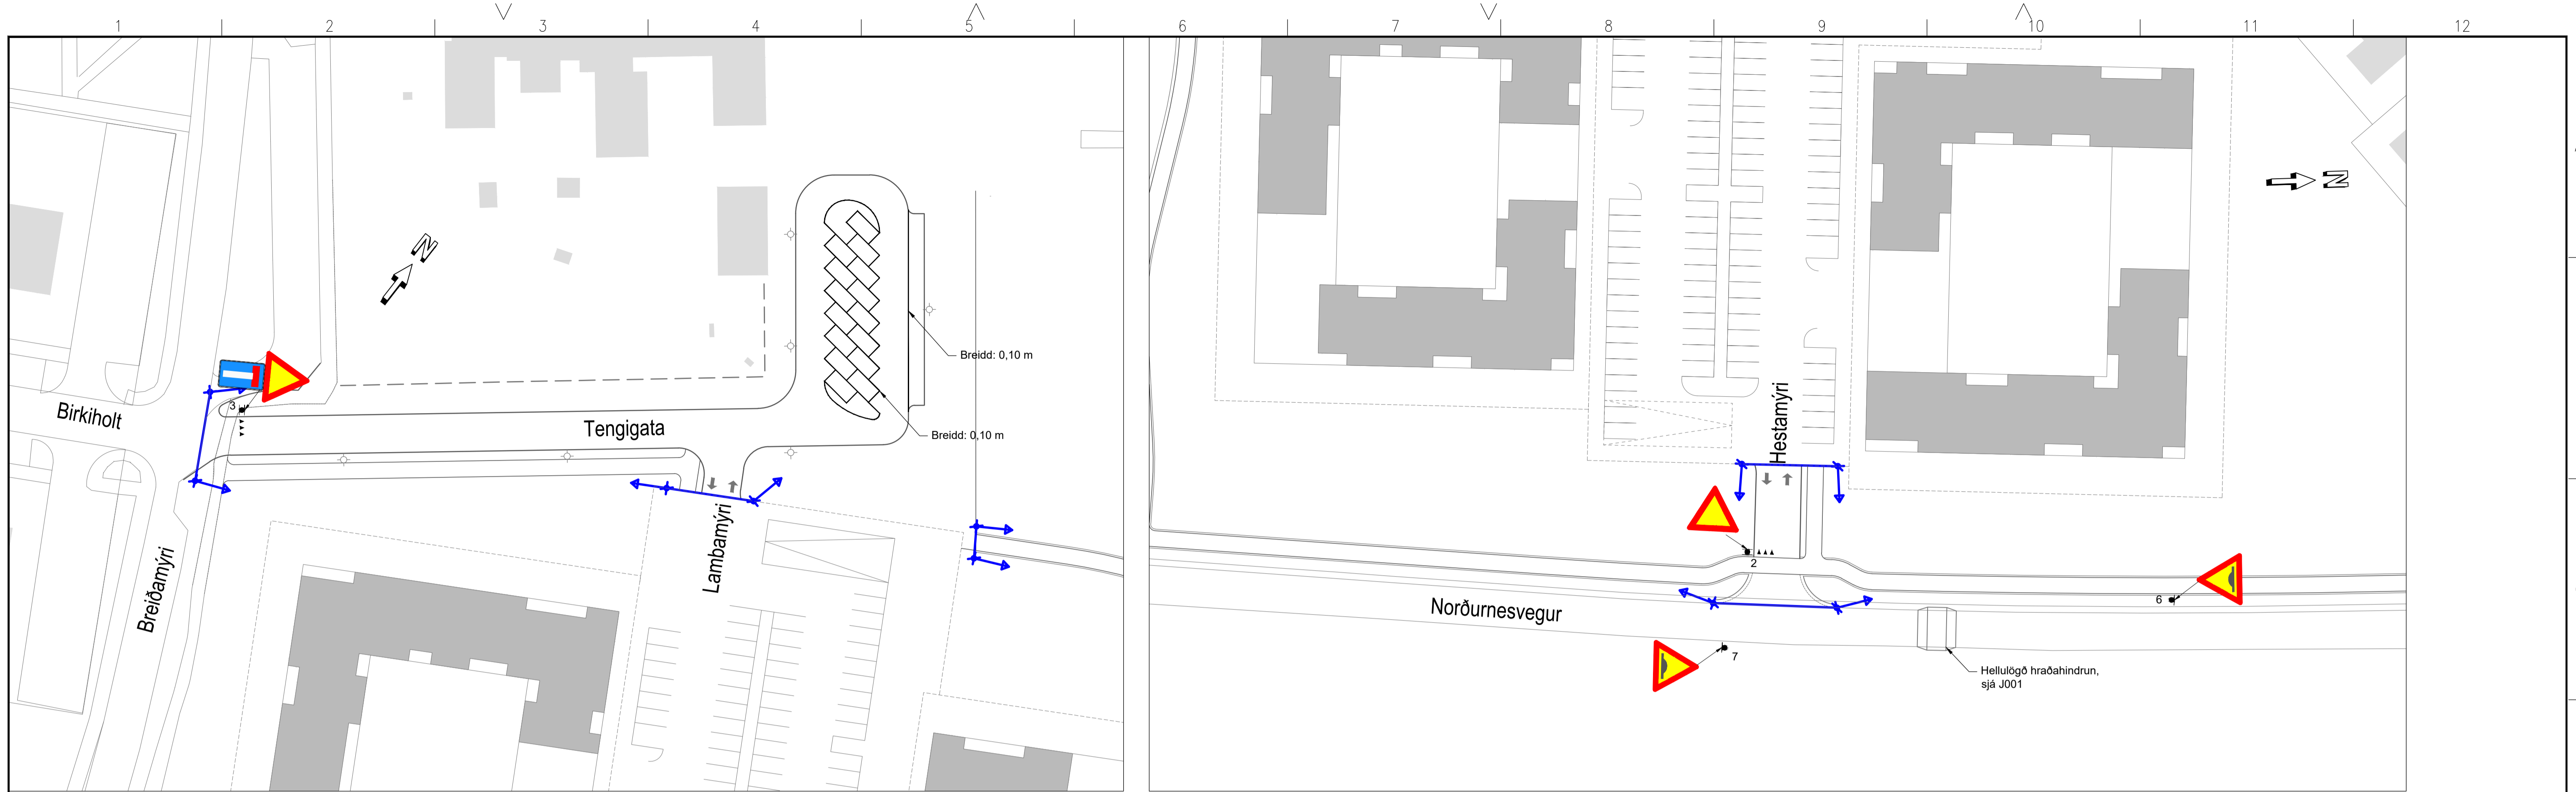 1 2 3 4 5 6 7 8 9 10 11 12
N
N
Breidd: 0,10 m
Breidd: 0,10 m
3
Birkiholt
Tengigata
Lambamýri
Breiðamýri
Hestamýri
2
Norðurnesvegur
6
7
Hellulögð hraðahindrun,
sjá J001